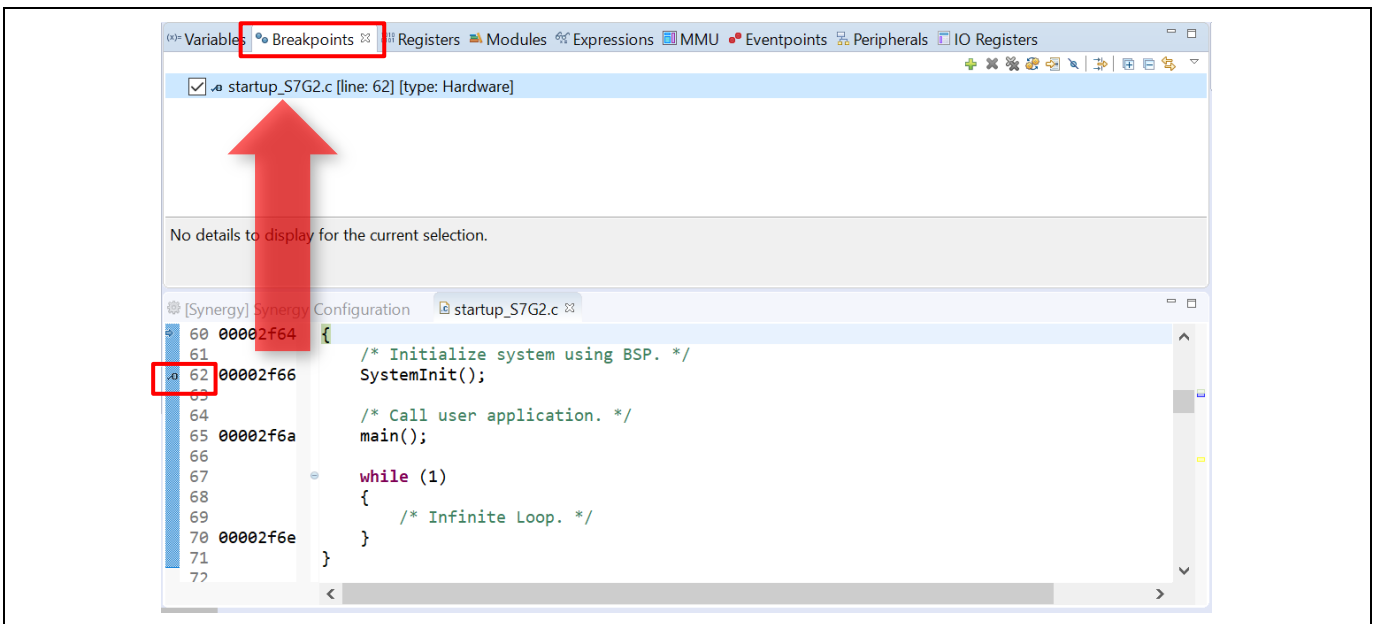 (x)= Variables Breakpoints Registers Modules Expressions MMU Eventpoints Peripherals IO Registers
startup_S7G2.c [line: 62] [type: Hardware]
No details to display for the current selection.
[Synergy] Synergy Configuration startup_S7G2.c
60 00002f64 {
61 /* Initialize system using BSP. */
62 00002f66 SystemInit();
63
64 /* Call user application. */
65 00002f6a main();
66
67 while (1)
68 {
69 /* Infinite Loop. */
70 00002f6e }
71 }
72